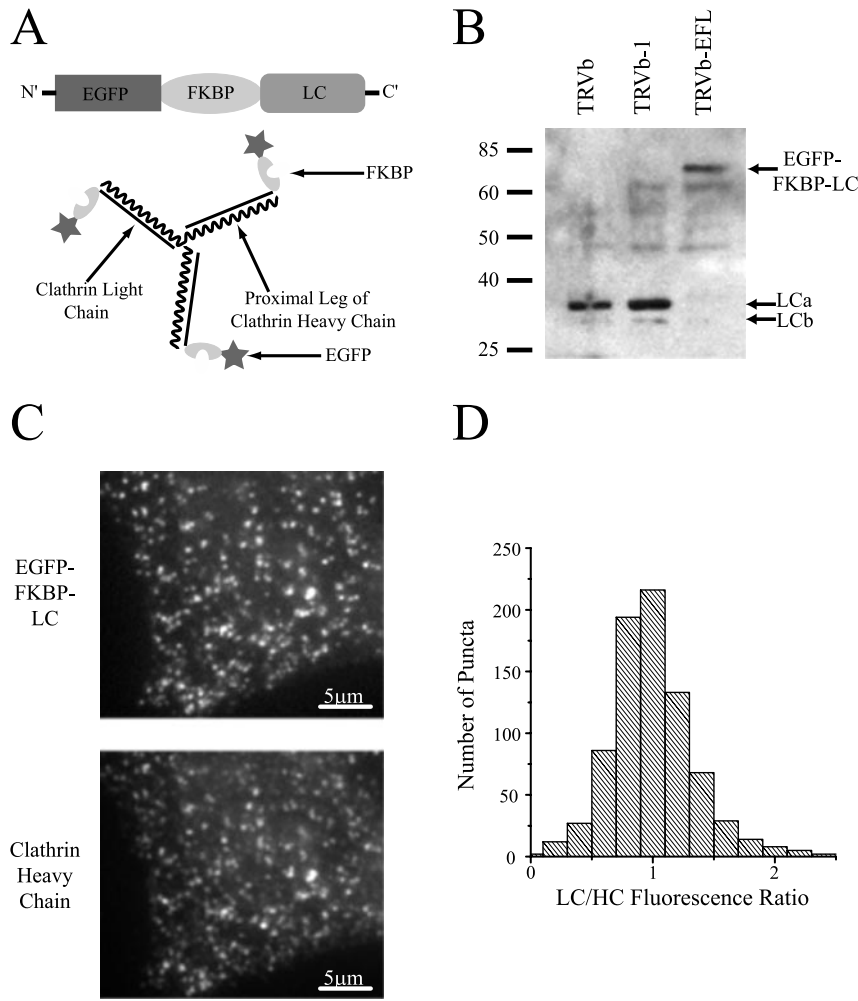 A
N' EGFP FKBP LC C'
FKBP
Clathrin Light
Chain
Proximal Leg of
Clathrin Heavy Chain
EGFP
B
TRVb
TRVb-1
TRVb-EFL
85
60
50
40
25
EGFP-
FKBP-LC
LCa
LCb
C
EGFP-
FKBP-
LC
5μm
Clathrin
Heavy
Chain
5μm
D
Number of Puncta
250
200
150
100
50
0
0 1 2
LC/HC Fluorescence Ratio